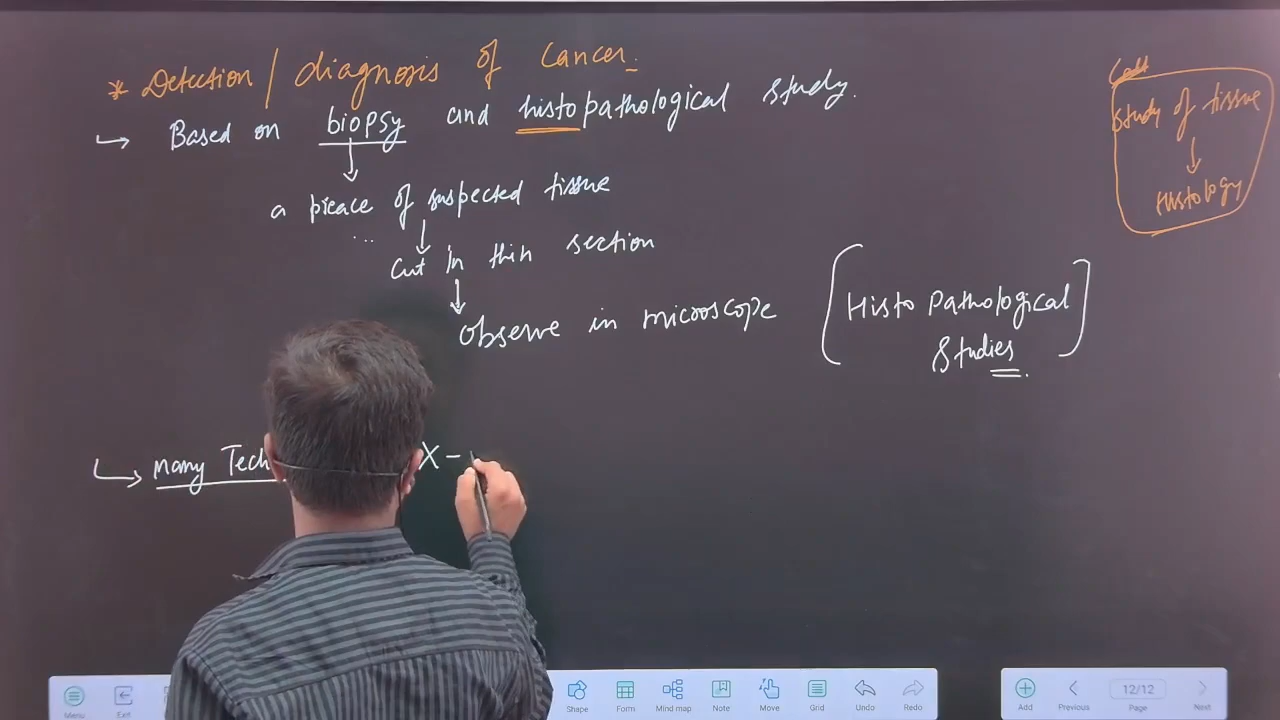 * Detection / diagnosis of Cancer.
↳ Based on biopsy and histopathological study.
a pieace of suspected tissue
...
Cut in thin section
Observe in microscope
[Histo Pathological
Studies.]
↳ many Tech
X -
study of tissue
↓
Histology
Menu
Exit
Shape
Form
Mind map
Note
Move
Grid
Undo
Redo
Add
Previous
12/12
Page
Next